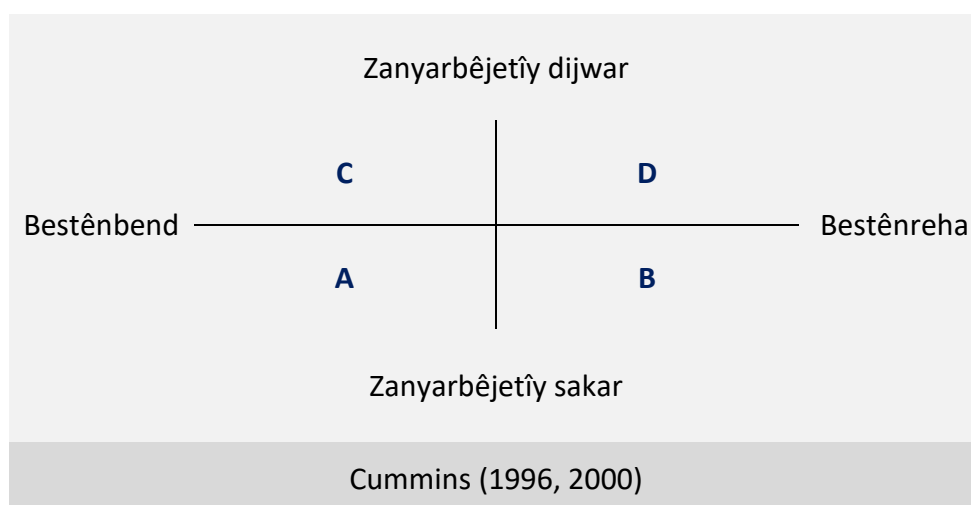 Zanyarbêjetîy dijwar
C D
Bestênbend Bestênreha
A B
Zanyarbêjetîy sakar
Cummins (1996, 2000)